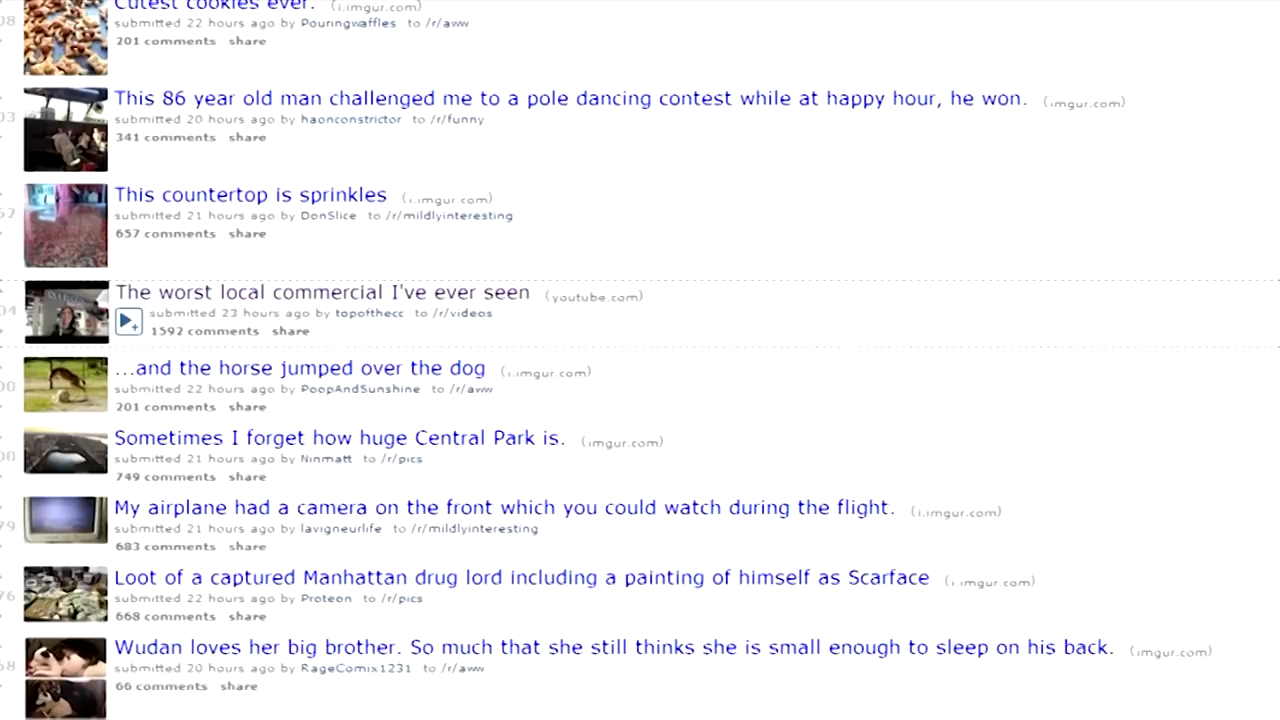 Cutest cookies ever. (i.imgur.com)
submitted 22 hours ago by Pouringwaffles to /r/aww
201 comments share
This 86 year old man challenged me to a pole dancing contest while at happy hour, he won. (imgur.com)
submitted 20 hours ago by haonconstrictor to /r/funny
341 comments share
This countertop is sprinkles (i.imgur.com)
submitted 21 hours ago by DonSlice to /r/mildlyinteresting
657 comments share
The worst local commercial I've ever seen (youtube.com)
submitted 23 hours ago by topofthecc to /r/videos
1592 comments share
...and the horse jumped over the dog (i.imgur.com)
submitted 22 hours ago by PoopAndSunshine to /r/aww
201 comments share
Sometimes I forget how huge Central Park is. (imgur.com)
submitted 21 hours ago by Ninmatt to /r/pics
749 comments share
My airplane had a camera on the front which you could watch during the flight. (i.imgur.com)
submitted 21 hours ago by lavigneurlife to /r/mildlyinteresting
683 comments share
Loot of a captured Manhattan drug lord including a painting of himself as Scarface (i.imgur.com)
submitted 22 hours ago by Proteon to /r/pics
668 comments share
Wudan loves her big brother. So much that she still thinks she is small enough to sleep on his back. (imgur.com)
submitted 20 hours ago by RageComix1231 to /r/aww
66 comments share